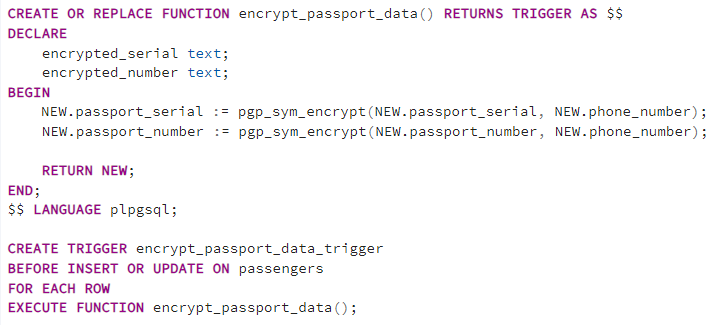 CREATE OR REPLACE FUNCTION encrypt_passport_data() RETURNS TRIGGER AS $$
DECLARE
    encrypted_serial text;
    encrypted_number text;
BEGIN
    NEW.passport_serial := pgp_sym_encrypt(NEW.passport_serial, NEW.phone_number);
    NEW.passport_number := pgp_sym_encrypt(NEW.passport_number, NEW.phone_number);

    RETURN NEW;
END;
$$ LANGUAGE plpgsql;

CREATE TRIGGER encrypt_passport_data_trigger
BEFORE INSERT OR UPDATE ON passengers
FOR EACH ROW
EXECUTE FUNCTION encrypt_passport_data();